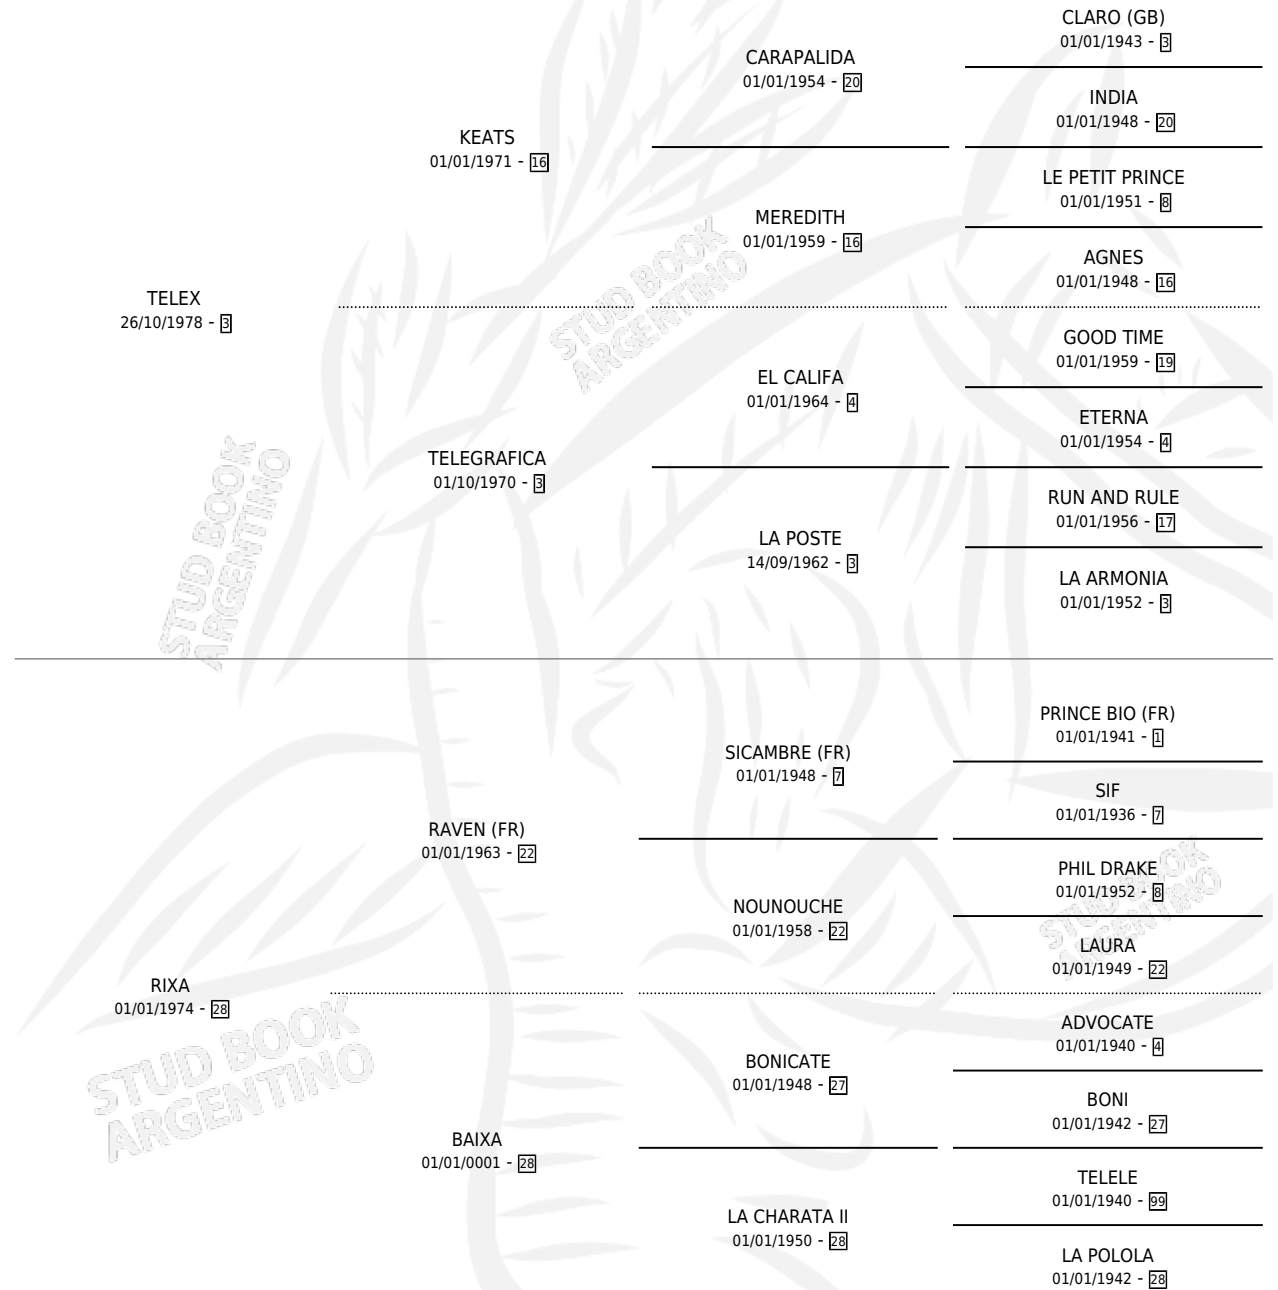 CLARO (GB)
01/01/1943 - 3
CARAPALIDA
01/01/1954 - 20
INDIA
01/01/1948 - 20
KEATS
01/01/1971 - 16
LE PETIT PRINCE
01/01/1951 - 8
MEREDITH
01/01/1959 - 16
AGNES
01/01/1948 - 16
TELEX
26/10/1978 - 3
GOOD TIME
01/01/1959 - 19
EL CALIFA
01/01/1964 - 4
ETERNA
01/01/1954 - 4
TELEGRAFICA
01/10/1970 - 3
RUN AND RULE
01/01/1956 - 17
LA POSTE
14/09/1962 - 3
LA ARMONIA
01/01/1952 - 3
PRINCE BIO (FR)
01/01/1941 - 1
SICAMBRE (FR)
01/01/1948 - 7
SIF
01/01/1936 - 7
RAVEN (FR)
01/01/1963 - 22
PHIL DRAKE
01/01/1952 - 8
NOUNOUCHE
01/01/1958 - 22
LAURA
01/01/1949 - 22
RIXA
01/01/1974 - 28
ADVOCATE
01/01/1940 - 4
BONICATE
01/01/1948 - 27
BONI
01/01/1942 - 27
BAIXA
01/01/0001 - 28
TELELE
01/01/1940 - 99
LA CHARATA II
01/01/1950 - 28
LA POLOLA
01/01/1942 - 28
STUD BOOK
ARGENTINO
STUD BOOK
ARGENTINO
STUD BOOK
ARGENTINO
STUD BOOK
ARGENTINO